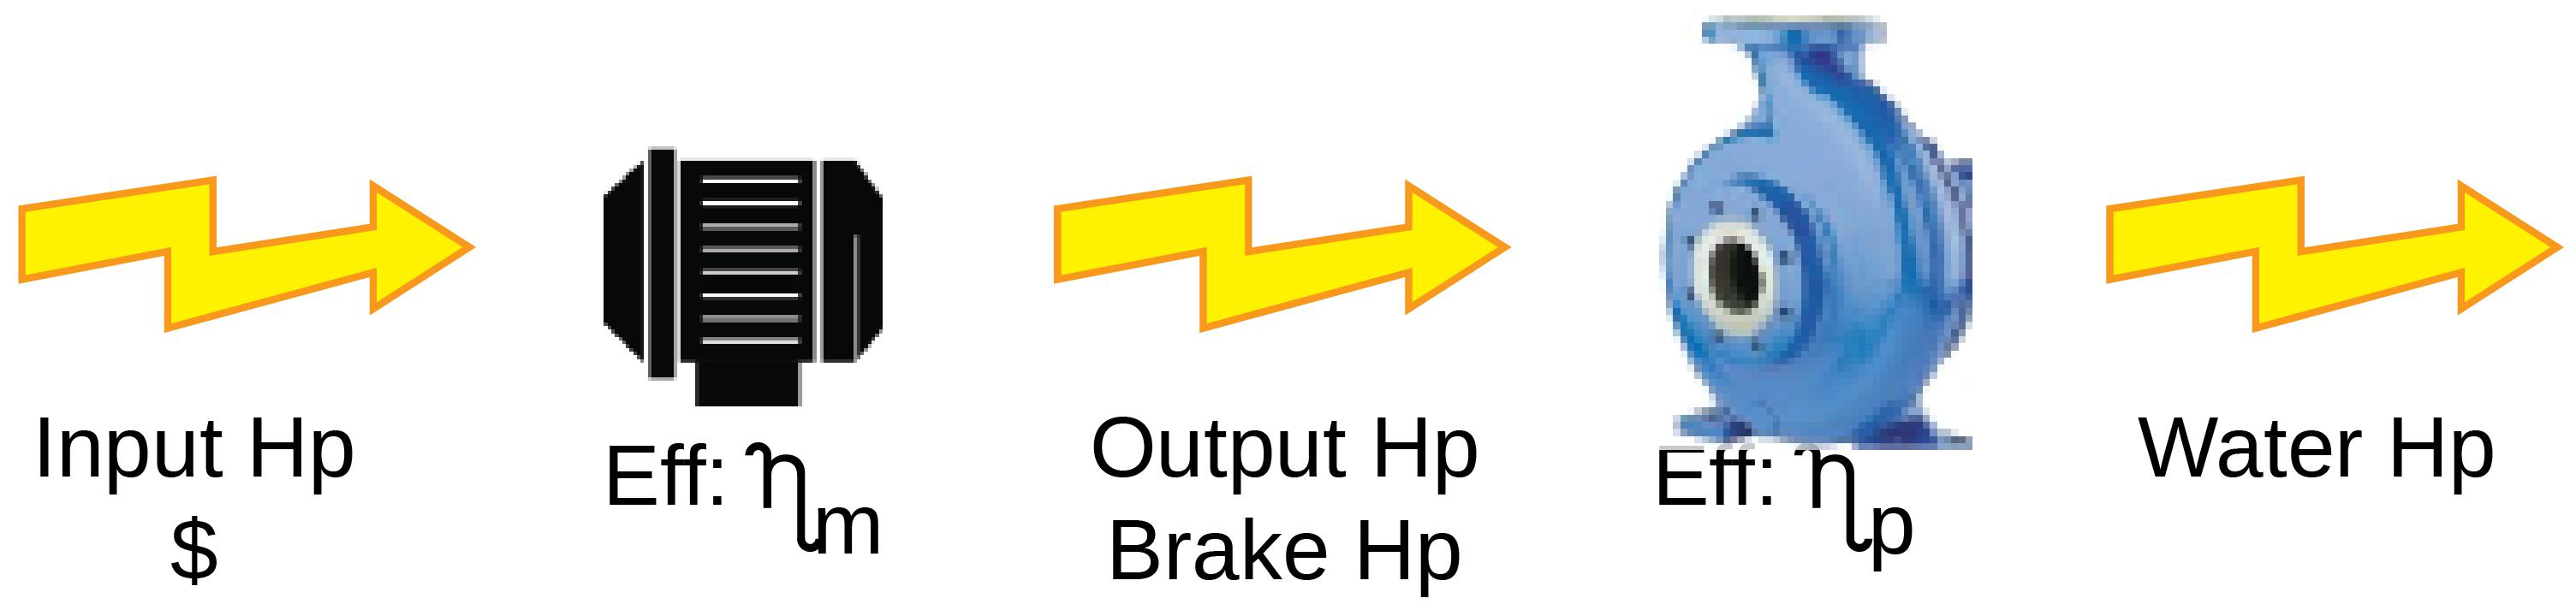 Input Hp
$
Eff: ηm
Output Hp
Brake Hp
Eff: ηp
Water Hp